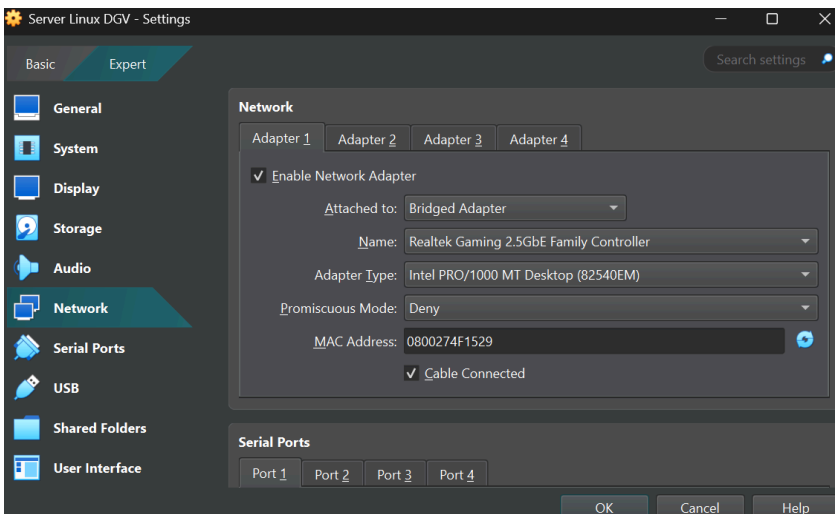 Server Linux DGV - Settings
Basic
Expert
Search settings
General
System
Display
Storage
Audio
Network
Serial Ports
USB
Shared Folders
User Interface
Network
Adapter 1 Adapter 2 Adapter 3 Adapter 4
Enable Network Adapter
Attached to: Bridged Adapter
Name: Realtek Gaming 2.5GbE Family Controller
Adapter Type: Intel PRO/1000 MT Desktop (82540EM)
Promiscuous Mode: Deny
MAC Address: 0800274F1529
Cable Connected
Serial Ports
Port 1 Port 2 Port 3 Port 4
OK Cancel Help